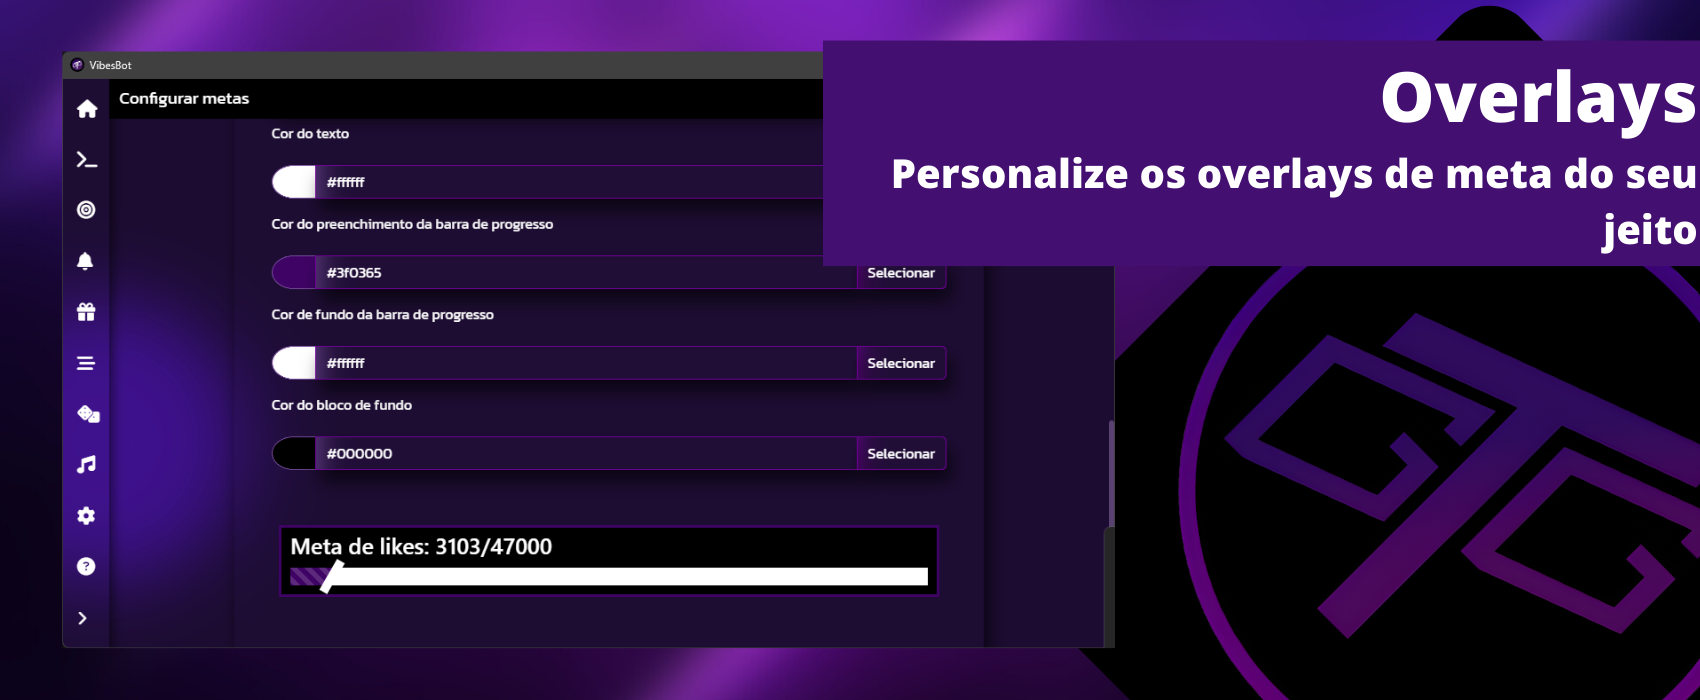 VibesBot
Configurar metas
Cor do texto
#ffffff
Cor do preenchimento da barra de progresso
#3f0365
Selecionar
Cor de fundo da barra de progresso
#ffffff
Selecionar
Cor do bloco de fundo
#000000
Selecionar
Meta de likes: 3103/47000
Overlays
Personalize os overlays de meta do seu
jeito